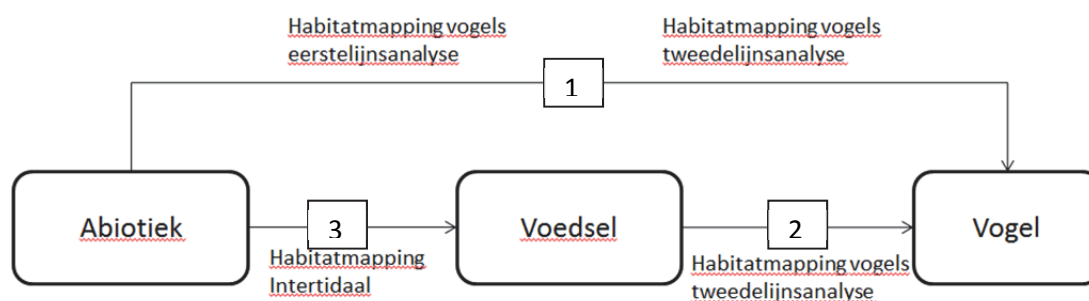 Habitatmapping vogels
eerstelijnsanalyse
Habitatmapping vogels
tweedelijnsanalyse
1
Abiotiek
3
Voedsel
2
Vogel
Habitatmapping
Intertidaal
Habitatmapping vogels
tweedelijnsanalyse